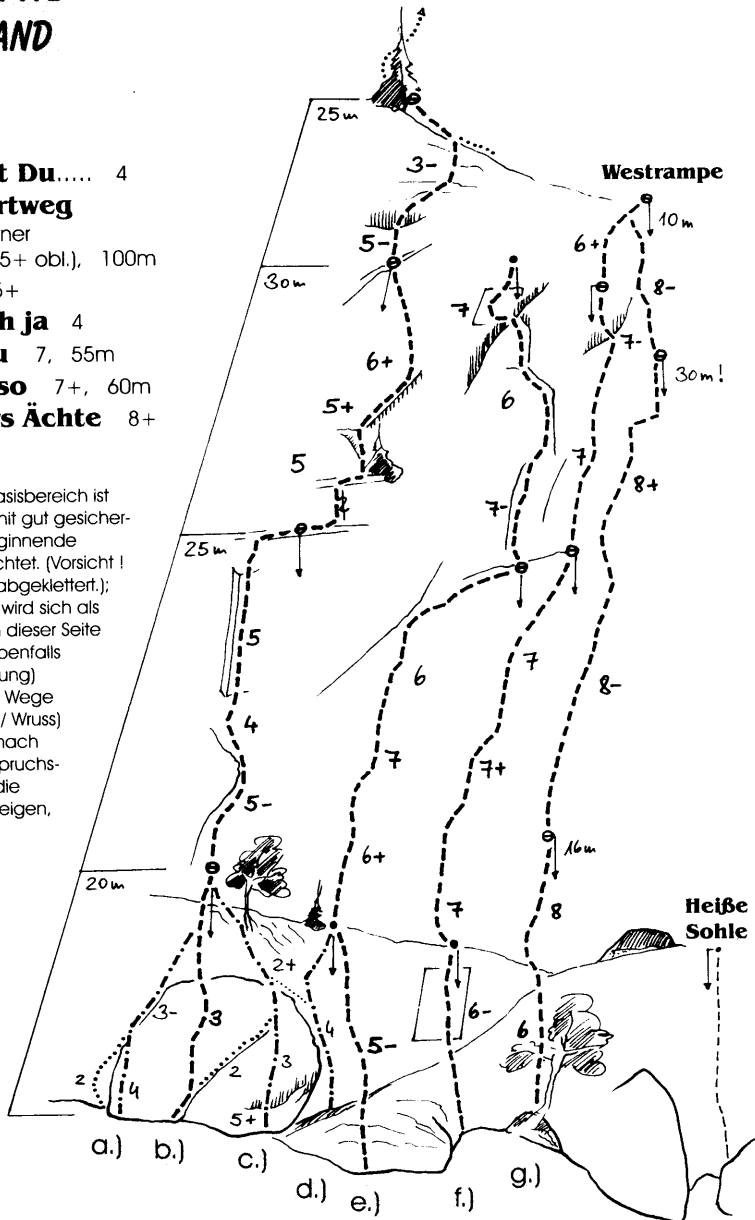 AND
t Du..... 4
rtweg
ner
5+ obl.), 100m
5+
h ja 4
u 7, 55m
so 7+, 60m
rs Ächte 8+
asisbereich ist
nit gut gesicher-
ginnende
chtet. (Vorsicht !
abgeklettert.);
wird sich als
n dieser Seite
benfalls
ung)
Wege
/ Wruss)
nach
pruchs-
die
eigen,
25m
3-
Westrampe
10m
5-
6+
30m
7
8-
7-
6+
30m!
5+
6
5
7
8+
7-
25m
5
6
7
8-
4
7
7+
5-
6+
16m
20m
7
8
Heiße
Sohle
2+
3-
3
4
6-
5-
6
2
4
2
3
5+
a.) b.) c.) d.) e.) f.) g.)